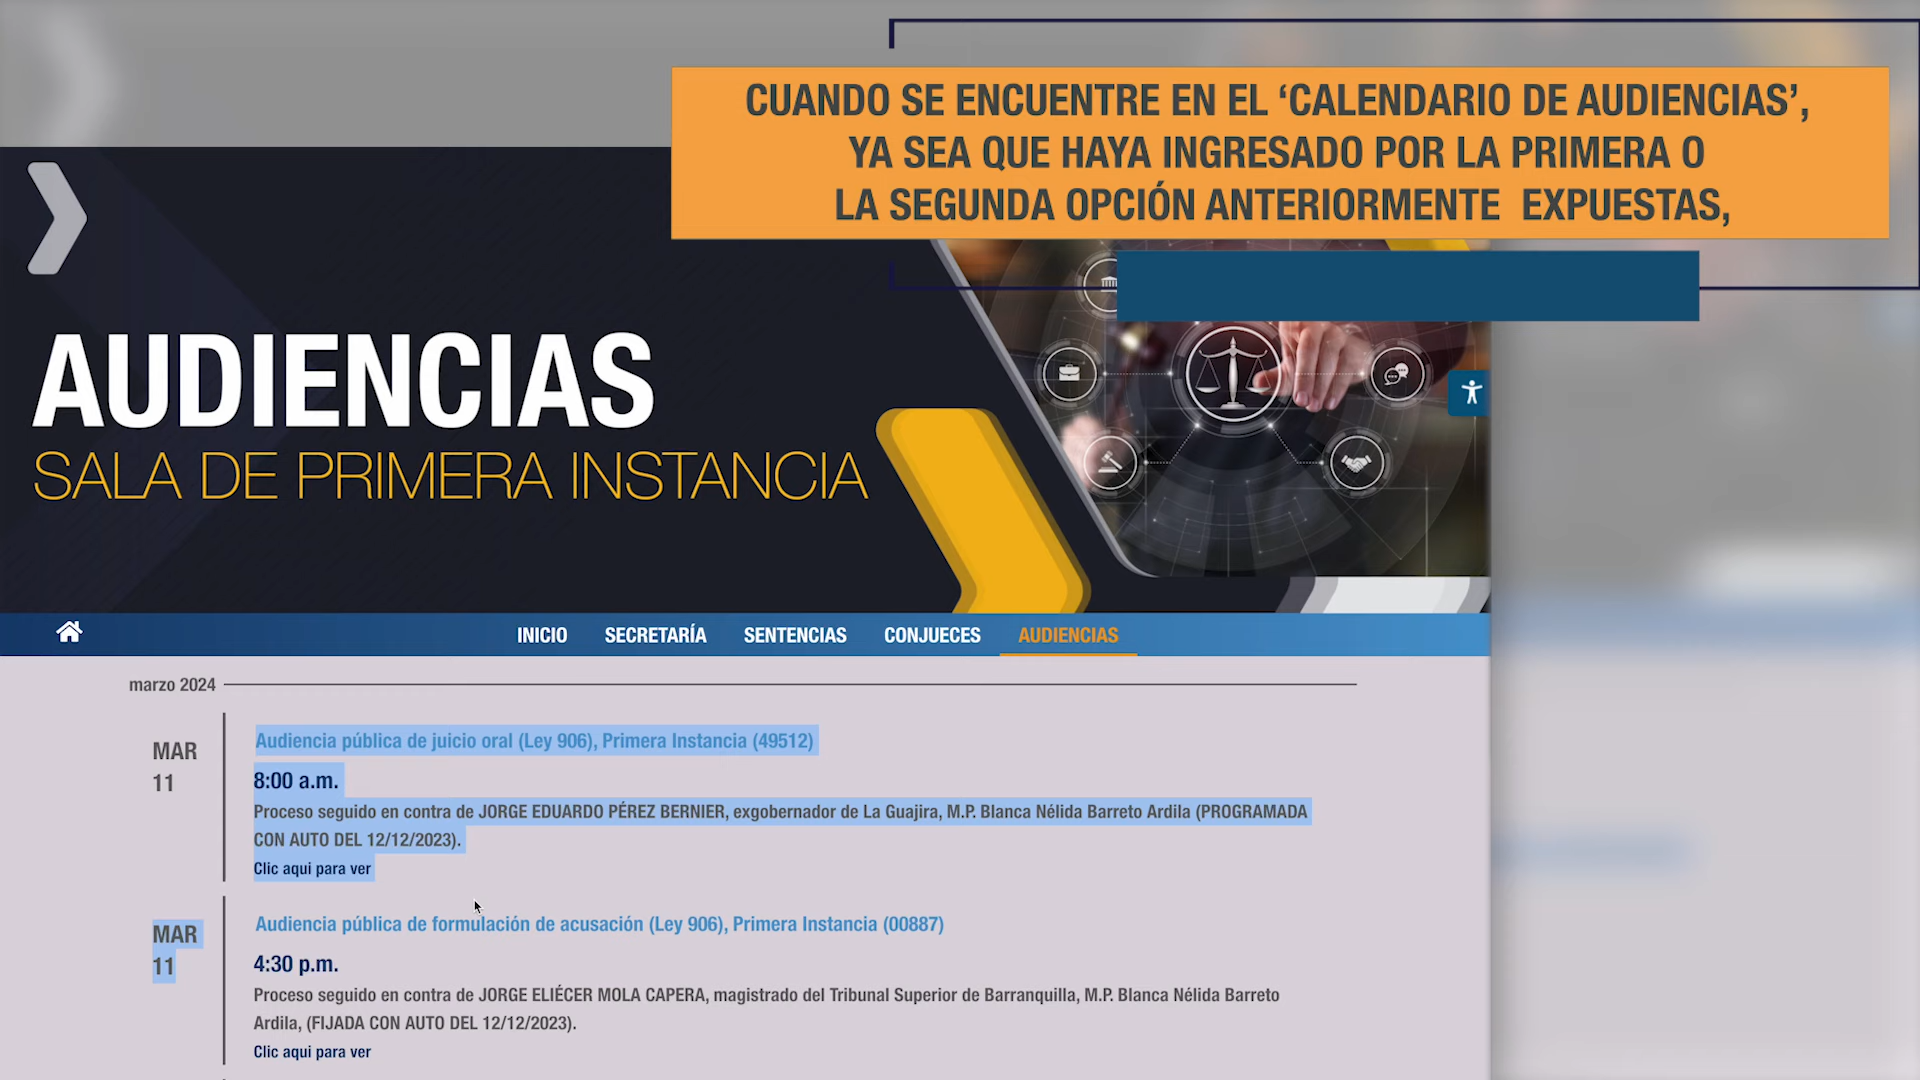 CUANDO SE ENCUENTRE EN EL ‘CALENDARIO DE AUDIENCIAS’,
YA SEA QUE HAYA INGRESADO POR LA PRIMERA O
LA SEGUNDA OPCIÓN ANTERIORMENTE EXPUESTAS,
AUDIENCIAS
SALA DE PRIMERA INSTANCIA
INICIO SECRETARÍA SENTENCIAS CONJUECES AUDIENCIAS
marzo 2024
MAR
11
Audiencia pública de juicio oral (Ley 906), Primera Instancia (49512)
8:00 a.m.
Proceso seguido en contra de JORGE EDUARDO PÉREZ BERNIER, exgobernador de La Guajira, M.P. Blanca Nélida Barreto Ardila (PROGRAMADA
CON AUTO DEL 12/12/2023).
Clic aqui para ver
MAR
11
Audiencia pública de formulación de acusación (Ley 906), Primera Instancia (00887)
4:30 p.m.
Proceso seguido en contra de JORGE ELIÉCER MOLA CAPERA, magistrado del Tribunal Superior de Barranquilla, M.P. Blanca Nélida Barreto
Ardila, (FIJADA CON AUTO DEL 12/12/2023).
Clic aqui para ver